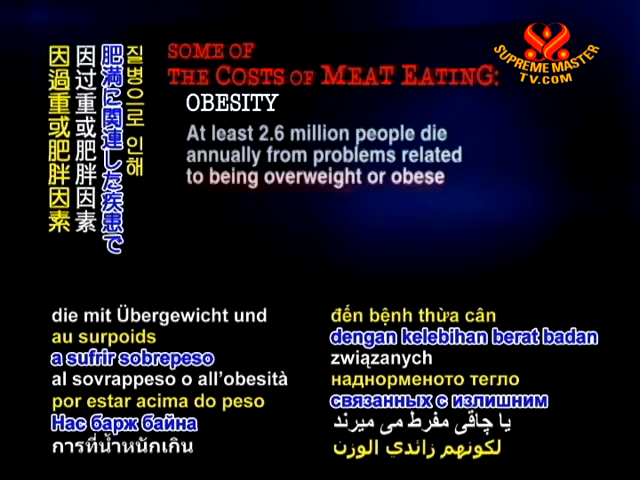 SOME OF
THE COSTS OF MEAT EATING:
OBESITY
At least 2.6 million people die
annually from problems related
to being overweight or obese
SUPREME MASTER
TV.COM
질병으로 인해
肥満に関連した疾患で
因过重或肥胖因素
因過重或肥胖因素
die mit Übergewicht und
au surpoids
a sufrir sobrepeso
al sovrappeso o all'obesità
por estar acima do peso
Нас барж байна
การที่น้ำหนักเกิน
đến bệnh thừa cân
dengan kelebihan berat badan
związanych
наднорменото тегло
связанных с излишним
یا چاقی مفرط می میرند
لكونهم زائدي الوزن